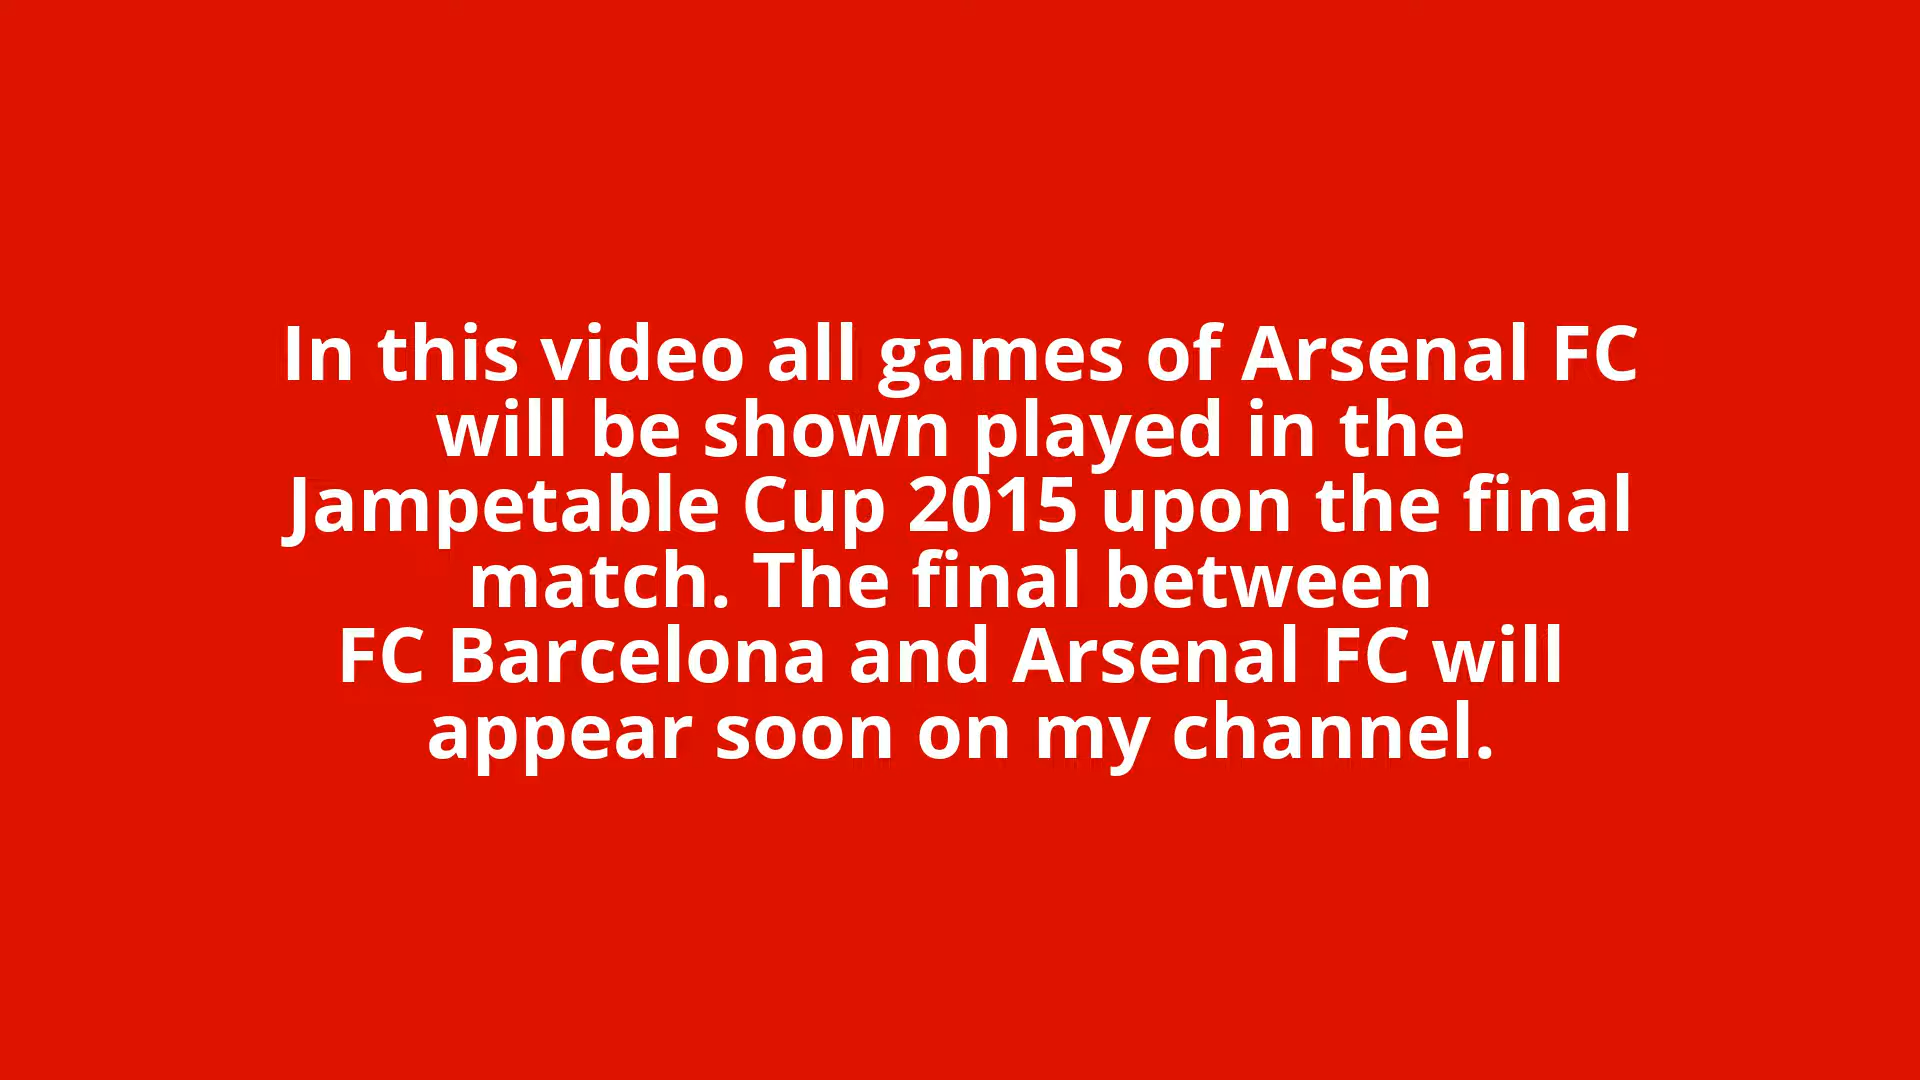 In this video all games of Arsenal FC
will be shown played in the
Jampetable Cup 2015 upon the final
match. The final between
FC Barcelona and Arsenal FC will
appear soon on my channel.